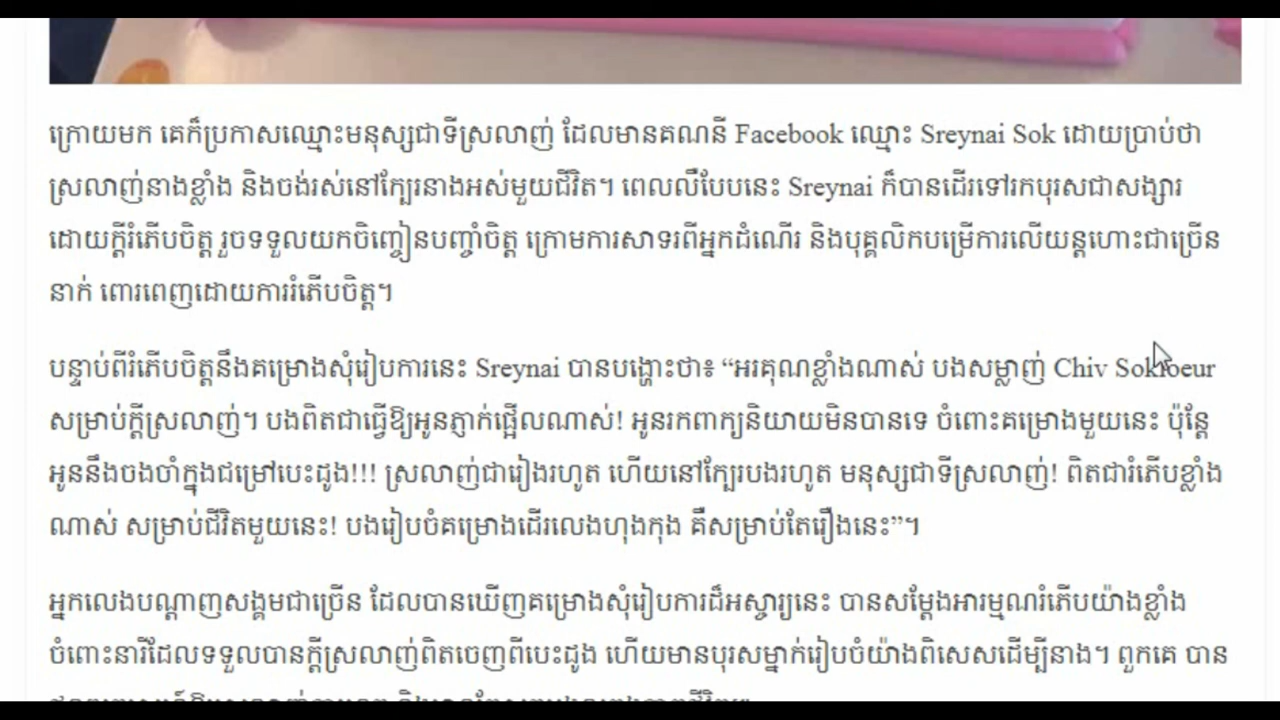 ក្រោយមក គេក៏ប្រកាសឈ្មោះមនុស្សជាទីស្រលាញ់ ដែលមានគណនី Facebook ឈ្មោះ Sreynai Sok ដោយប្រាប់ថា
ស្រលាញ់នាងខ្លាំង និងចង់រស់នៅក្បែរនាងអស់មួយជីវិត។ ពេលលឺបែបនេះ Sreynai ក៏បានដើរទៅរកបុរសជាសង្សារ
ដោយក្ដីរំភើបចិត្ត រួចទទួលយកចិញ្ចៀនបញ្ចាំចិត្ត ក្រោមការសាទរពីអ្នកដំណើរ និងបុគ្គលិកបម្រើការលើយន្តហោះជាច្រើន
នាក់ ពោរពេញដោយការរំភើបចិត្ត។
បន្ទាប់ពីរំភើបចិត្តនឹងគម្រោងសុំរៀបការនេះ Sreynai បានបង្ហោះថា៖ “អរគុណខ្លាំងណាស់ បងសម្លាញ់ Chiv
សម្រាប់ក្ដីស្រលាញ់។ បងពិតជាធ្វើឱ្យអូនភ្ញាក់ផ្អើលណាស់! អូនរកពាក្យនិយាយមិនបានទេ ចំពោះគម្រោងមួយនេះ ប៉ុន្តែ
អូននឹងចងចាំក្នុងជម្រៅបេះដូង!!! ស្រលាញ់ជារៀងរហូត ហើយនៅក្បែរបងរហូត មនុស្សជាទីស្រលាញ់! ពិតជារំភើបខ្លាំង
ណាស់ សម្រាប់ជីវិតមួយនេះ! បងរៀបចំគម្រោងដើរលេងហុងកុង គឺសម្រាប់តែរឿងនេះ”។
អ្នកលេងបណ្ដាញសង្គមជាច្រើន ដែលបានឃើញគម្រោងសុំរៀបការដ៏អស្ចារ្យនេះ បានសម្ដែងអារម្មណរំភើបយ៉ាងខ្លាំង
ចំពោះនារីដែលទទួលបានក្ដីស្រលាញ់ពិតចេញពីបេះដូង ហើយមានបុរសម្នាក់រៀបចំយ៉ាងពិសេសដើម្បីនាង។ ពួកគេ បាន